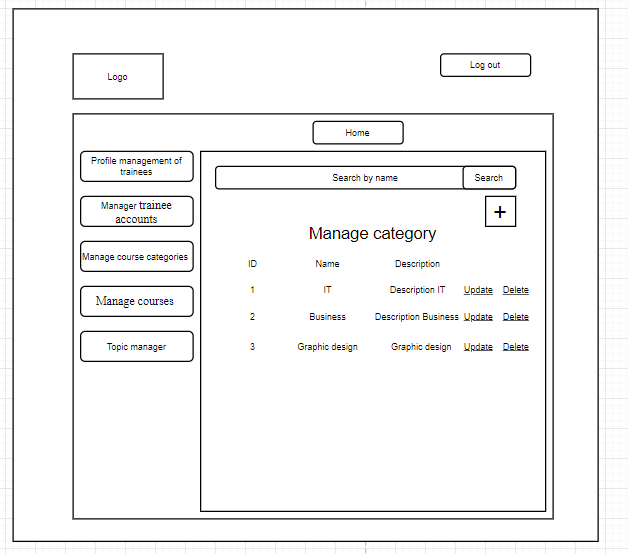 Logo
Log out
Home
Profile management of
trainees
Manager trainee
accounts
Manage course categories
Manage courses
Topic manager
Search by name
Search
+
Manage category
ID Name Description
1 IT Description IT Update Delete
2 Business Description Business Update Delete
3 Graphic design Graphic design Update Delete